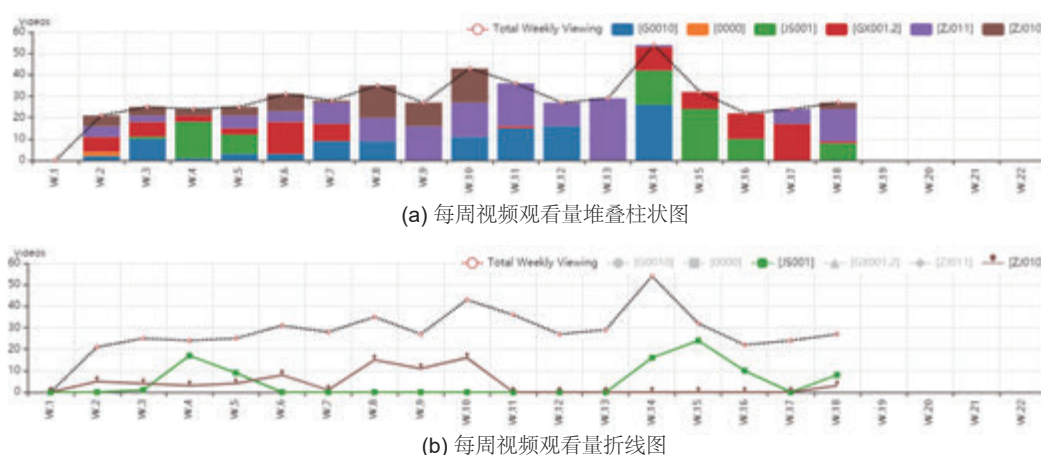 Videos
Total Weekly Viewing [G0010] [0000] [JS001] [GX001.2] [ZJ011] [ZJ010
60
50
40
30
20
10
0
W.1 W.2 W.3 W.4 W.5 W.6 W.7 W.8 W.9 W.10 W.11 W.12 W.13 W.14 W.15 W.16 W.17 W.18 W.19 W.20 W.21 W.22
(a) 每周视频观看量堆叠柱状图
Videos
Total Weekly Viewing [G0010] [0000] [JS001] [GX001.2] [ZJ011] [ZJ010
60
50
40
30
20
10
0
W.1 W.2 W.3 W.4 W.5 W.6 W.7 W.8 W.9 W.10 W.11 W.12 W.13 W.14 W.15 W.16 W.17 W.18 W.19 W.20 W.21 W.22
(b) 每周视频观看量折线图